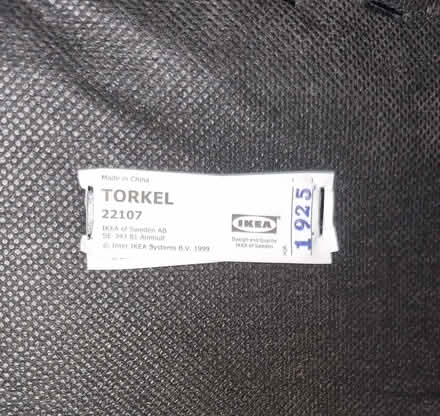 Made in China
TORKEL
22107
IKEA of Sweden AB
SE-343 81 Älmhult
© Inter IKEA Systems B.V. 1999
IKEA
Design and Quality
IKEA of Sweden
1925